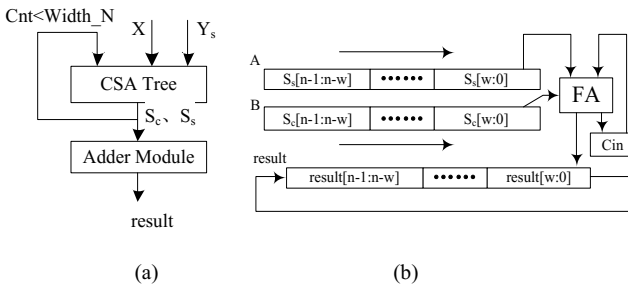 Cnt<Width_N
X
Y_s
CSA Tree
S_c、S_s
Adder Module
result
(a)
A
S_s[n-1:n-w] •••••• S_s[w:0]
B
S_c[n-1:n-w] •••••• S_c[w:0]
FA
Cin
result
result[n-1:n-w] •••••• result[w:0]
(b)